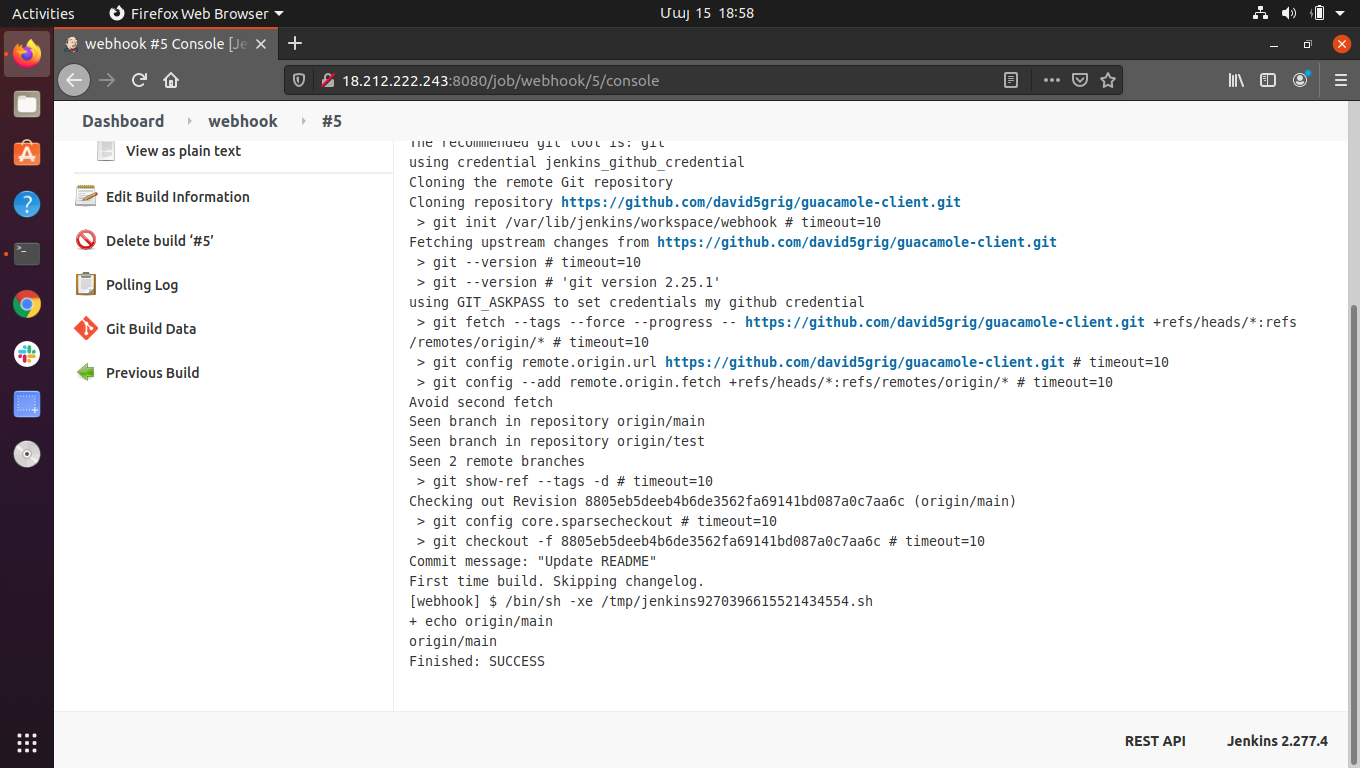 Activities
Firefox Web Browser
Մայ 15 18:58
webhook #5 Console [Je
18.212.222.243:8080/job/webhook/5/console
Dashboard
webhook
#5
View as plain text
Edit Build Information
Delete build ‘#5’
Polling Log
Git Build Data
Previous Build
The recommended git tool is: git
using credential jenkins_github_credential
Cloning the remote Git repository
Cloning repository https://github.com/david5grig/guacamole-client.git
> git init /var/lib/jenkins/workspace/webhook # timeout=10
Fetching upstream changes from https://github.com/david5grig/guacamole-client.git
> git --version # timeout=10
> git --version # 'git version 2.25.1'
using GIT_ASKPASS to set credentials my github credential
> git fetch --tags --force --progress -- https://github.com/david5grig/guacamole-client.git +refs/heads/*:refs
/remotes/origin/* # timeout=10
> git config remote.origin.url https://github.com/david5grig/guacamole-client.git # timeout=10
> git config --add remote.origin.fetch +refs/heads/*:refs/remotes/origin/* # timeout=10
Avoid second fetch
Seen branch in repository origin/main
Seen branch in repository origin/test
Seen 2 remote branches
> git show-ref --tags -d # timeout=10
Checking out Revision 8805eb5deeb4b6de3562fa69141bd087a0c7aa6c (origin/main)
> git config core.sparsecheckout # timeout=10
> git checkout -f 8805eb5deeb4b6de3562fa69141bd087a0c7aa6c # timeout=10
Commit message: "Update README"
First time build. Skipping changelog.
[webhook] $ /bin/sh -xe /tmp/jenkins9270396615521434554.sh
+ echo origin/main
origin/main
Finished: SUCCESS
REST API
Jenkins 2.277.4